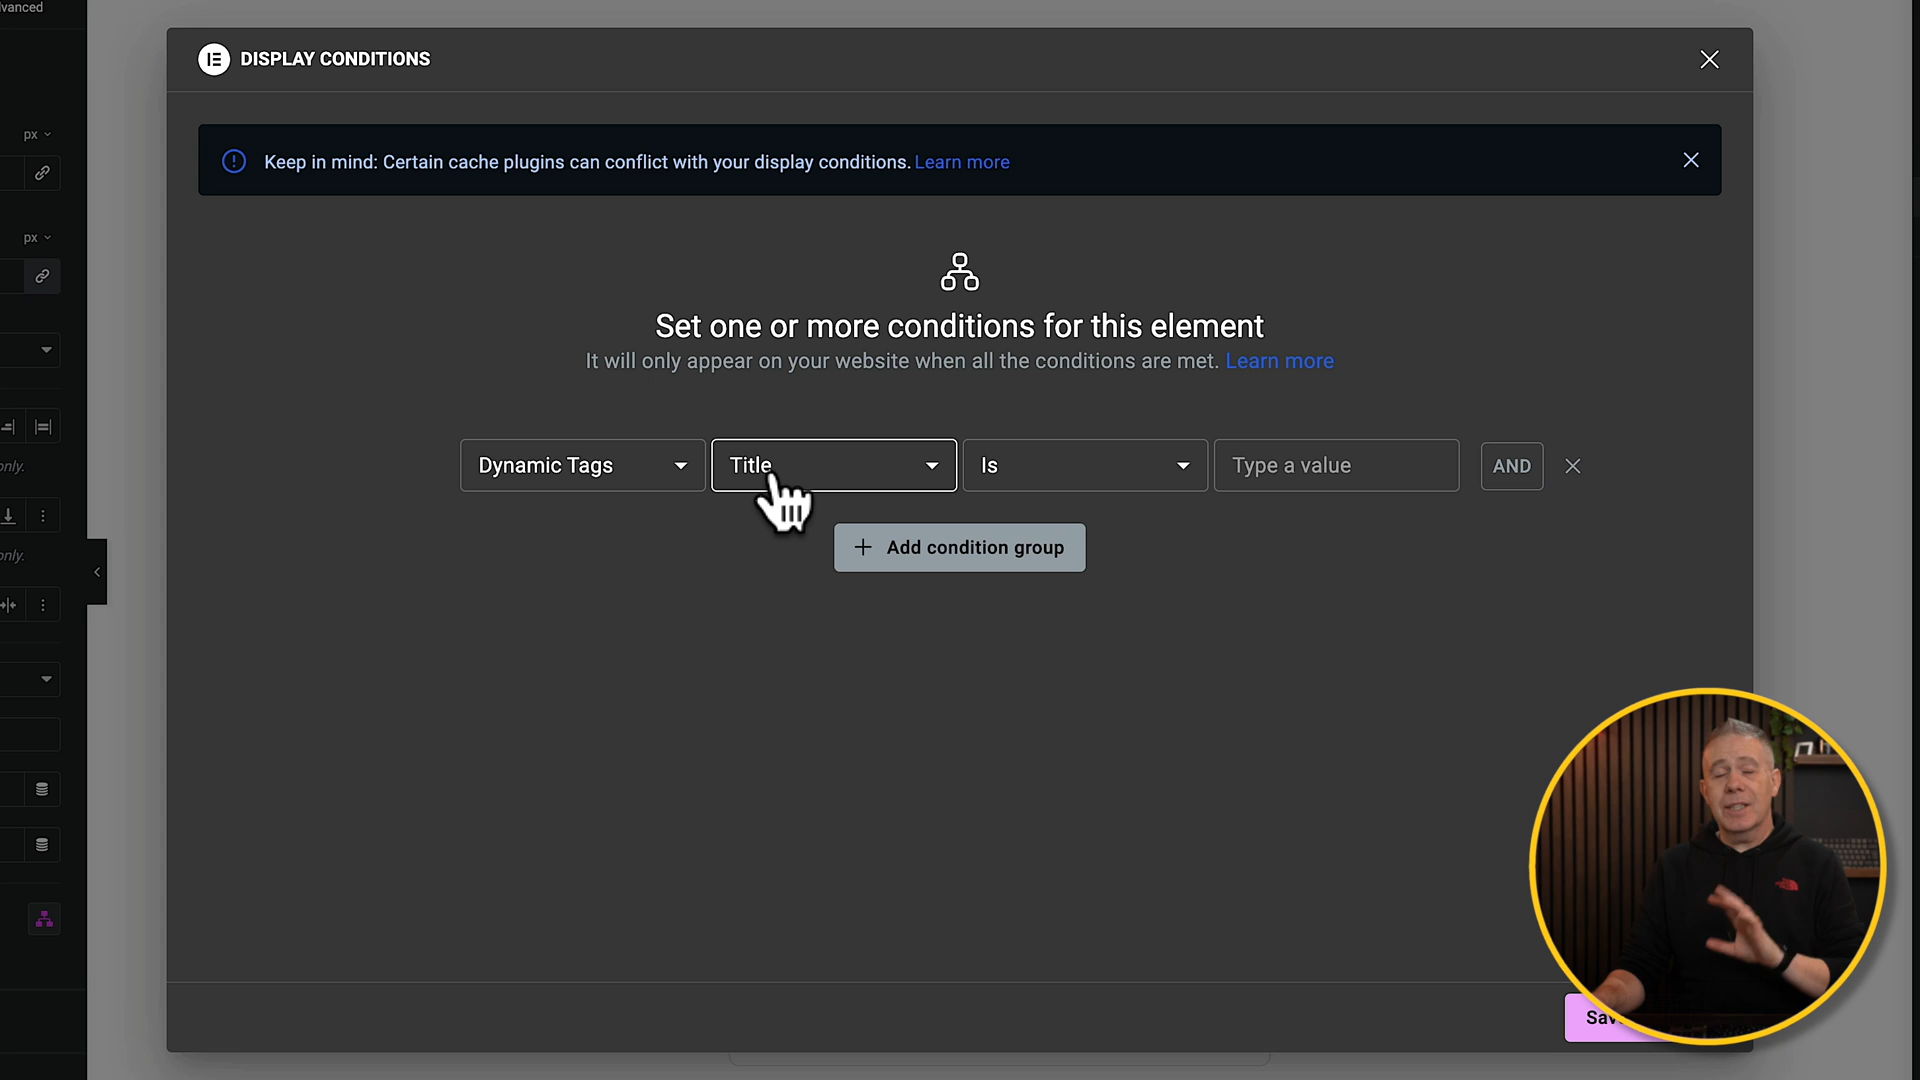 vanced
DISPLAY CONDITIONS
px
Keep in mind: Certain cache plugins can conflict with your display conditions. Learn more
px
Set one or more conditions for this element
It will only appear on your website when all the conditions are met. Learn more
only.
Dynamic Tags Title Is Type a value AND
Add condition group
only.